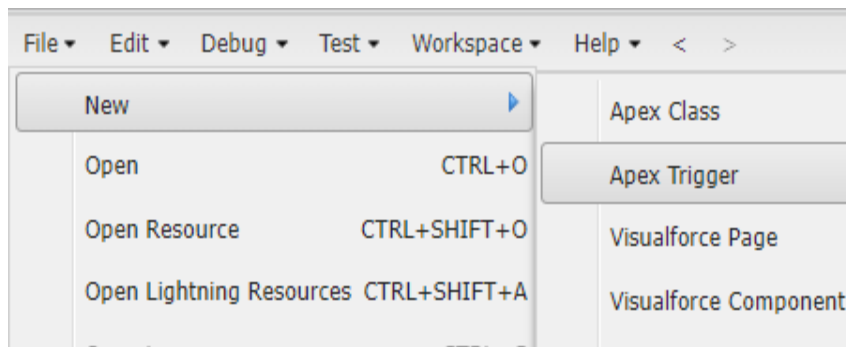 File ▾ Edit ▾ Debug ▾ Test ▾ Workspace ▾ Help ▾ < >
New
Open CTRL+O
Open Resource CTRL+SHIFT+O
Open Lightning Resources CTRL+SHIFT+A
Apex Class
Apex Trigger
Visualforce Page
Visualforce Component